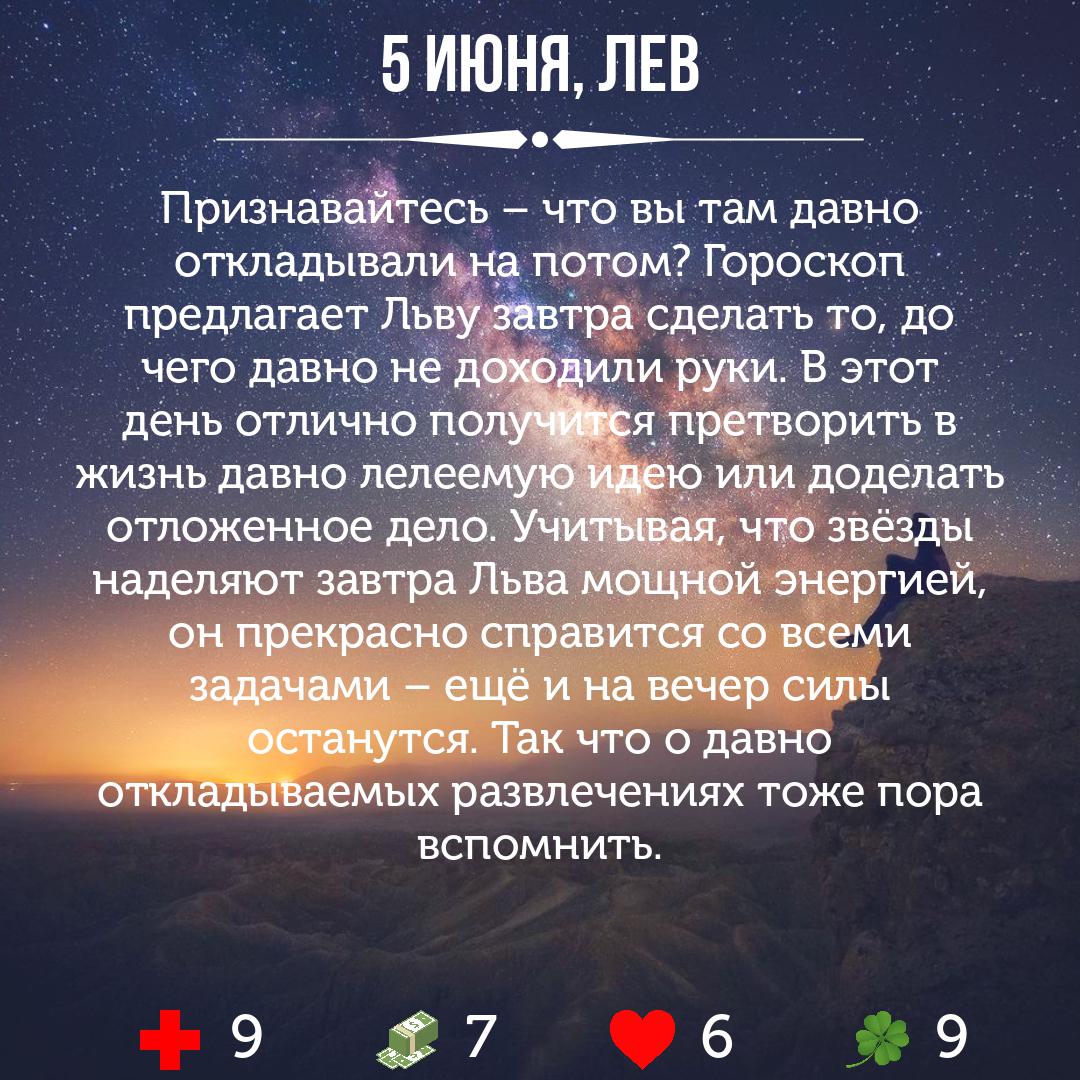 5 ИЮНЯ, ЛЕВ
Признавайтесь – что вы там давно
откладывали на потом? Гороскоп
предлагает Льву завтра сделать то, до
чего давно не доходили руки. В этот
день отлично получится претворить в
жизнь давно лелеемую идею или доделать
отложенное дело. Учитывая, что звёзды
наделяют завтра Льва мощной энергией,
он прекрасно справится со всеми
задачами – ещё и на вечер силы
останутся. Так что о давно
откладываемых развлечениях тоже пора
вспомнить.
9 7 6 9